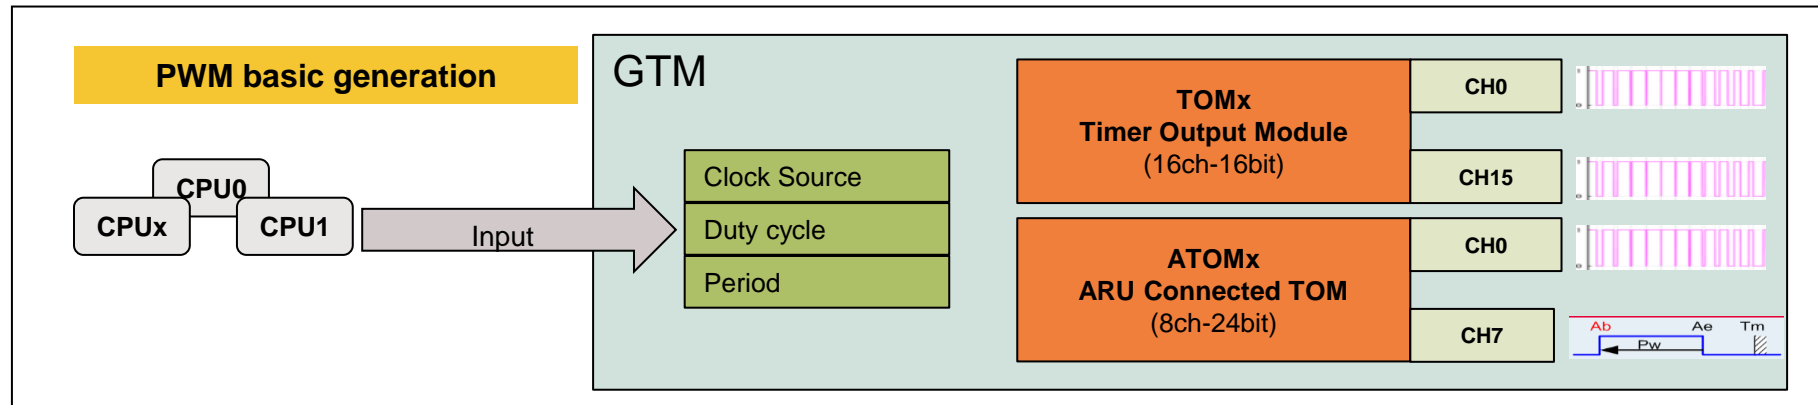 PWM basic generation
CPU0
CPUx
CPU1
Input
GTM
Clock Source
Duty cycle
Period
TOMx
Timer Output Module
(16ch-16bit)
CH0
CH15
ATOMx
ARU Connected TOM
(8ch-24bit)
CH0
CH7
Ab
Ae
Tm
Pw